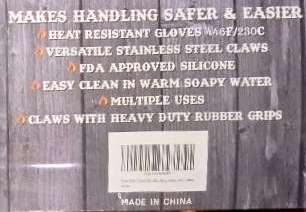 MAKES HANDLING SAFER & EASIER
HEAT RESISTANT GLOVES 446F/230C
VERSATILE STAINLESS STEEL CLAWS
FDA APPROVED SILICONE
EASY CLEAN IN WARM SOAPY WATER
MULTIPLE USES
CLAWS WITH HEAVY DUTY RUBBER GRIPS
MADE IN CHINA